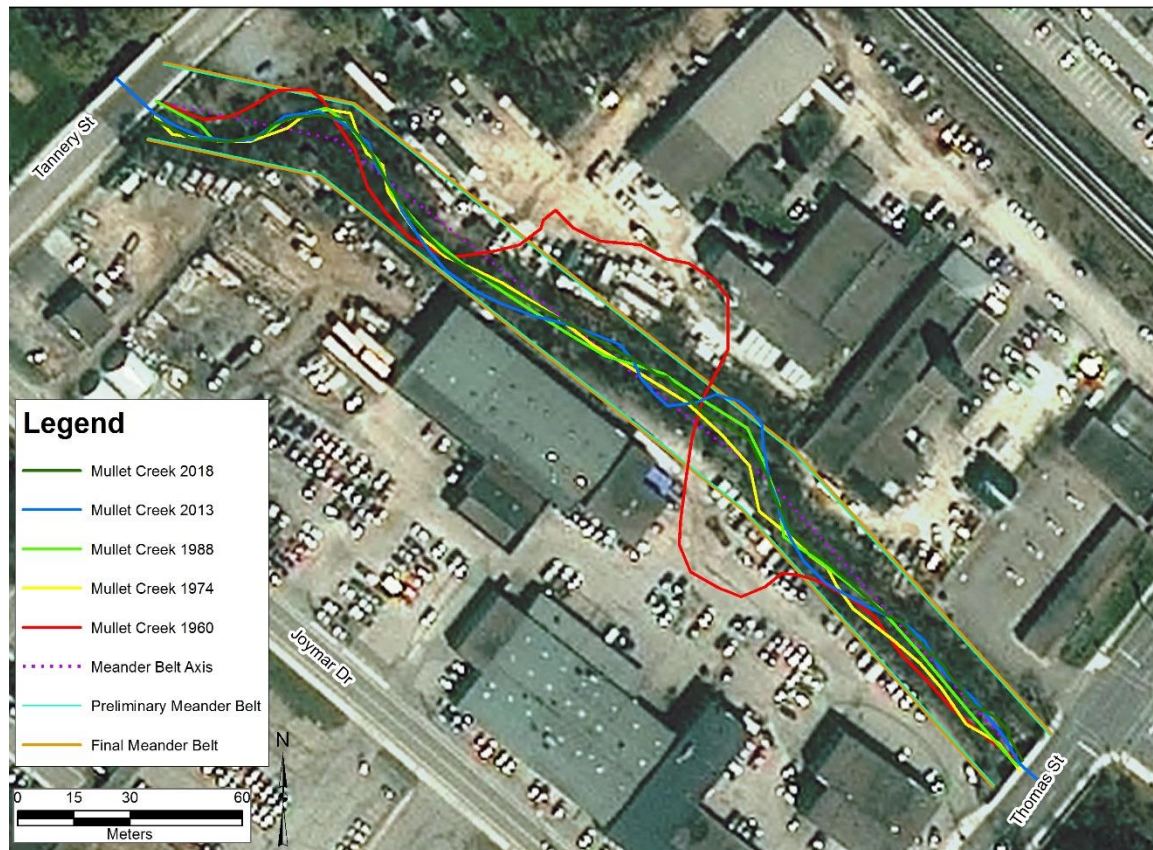 Tannery St
Legend
Mullet Creek 2018
Mullet Creek 2013
Mullet Creek 1988
Mullet Creek 1974
Mullet Creek 1960
Meander Belt Axis
Preliminary Meander Belt
Final Meander Belt
Joymar Dr
N
0 15 30 60
Meters
Thomas St